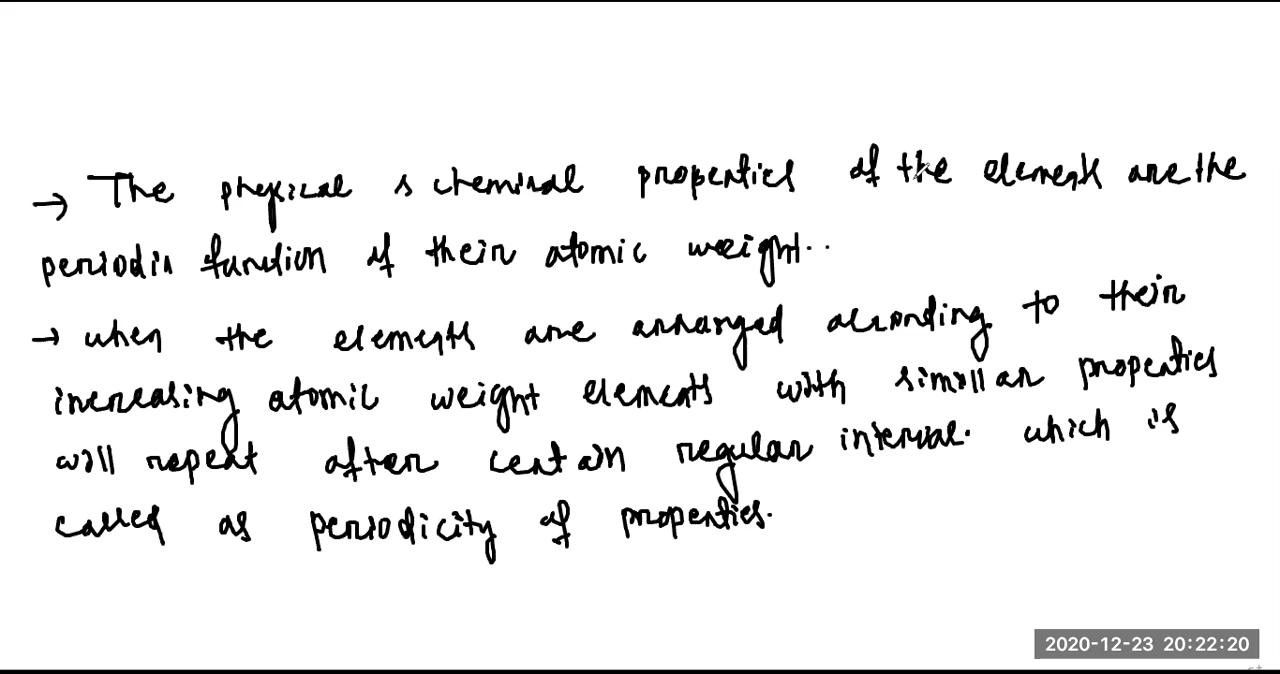 → The physical & chemical properties of the elements are the
periodic function of their atomic weight..
→ when the elements are arranged according to their
increasing atomic weight elements with simillar properties
will repeat after certain regular interval. which is
called as periodicity of properties.
2020-12-23 20:22:20